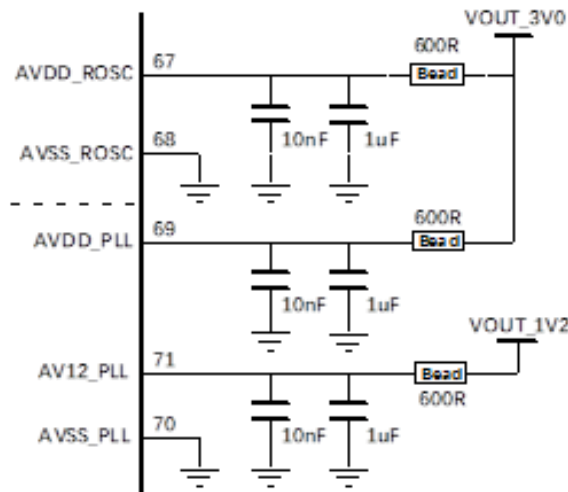 VOUT_3V0
600R
67
AVDD_ROSC
Bead
10nF
1uF
68
AVSS_ROSC
600R
69
AVDD_PLL
Bead
10nF
1uF
VOUT_1V2
71
AV12_PLL
Bead
600R
70
10nF
1uF
AVSS_PLL